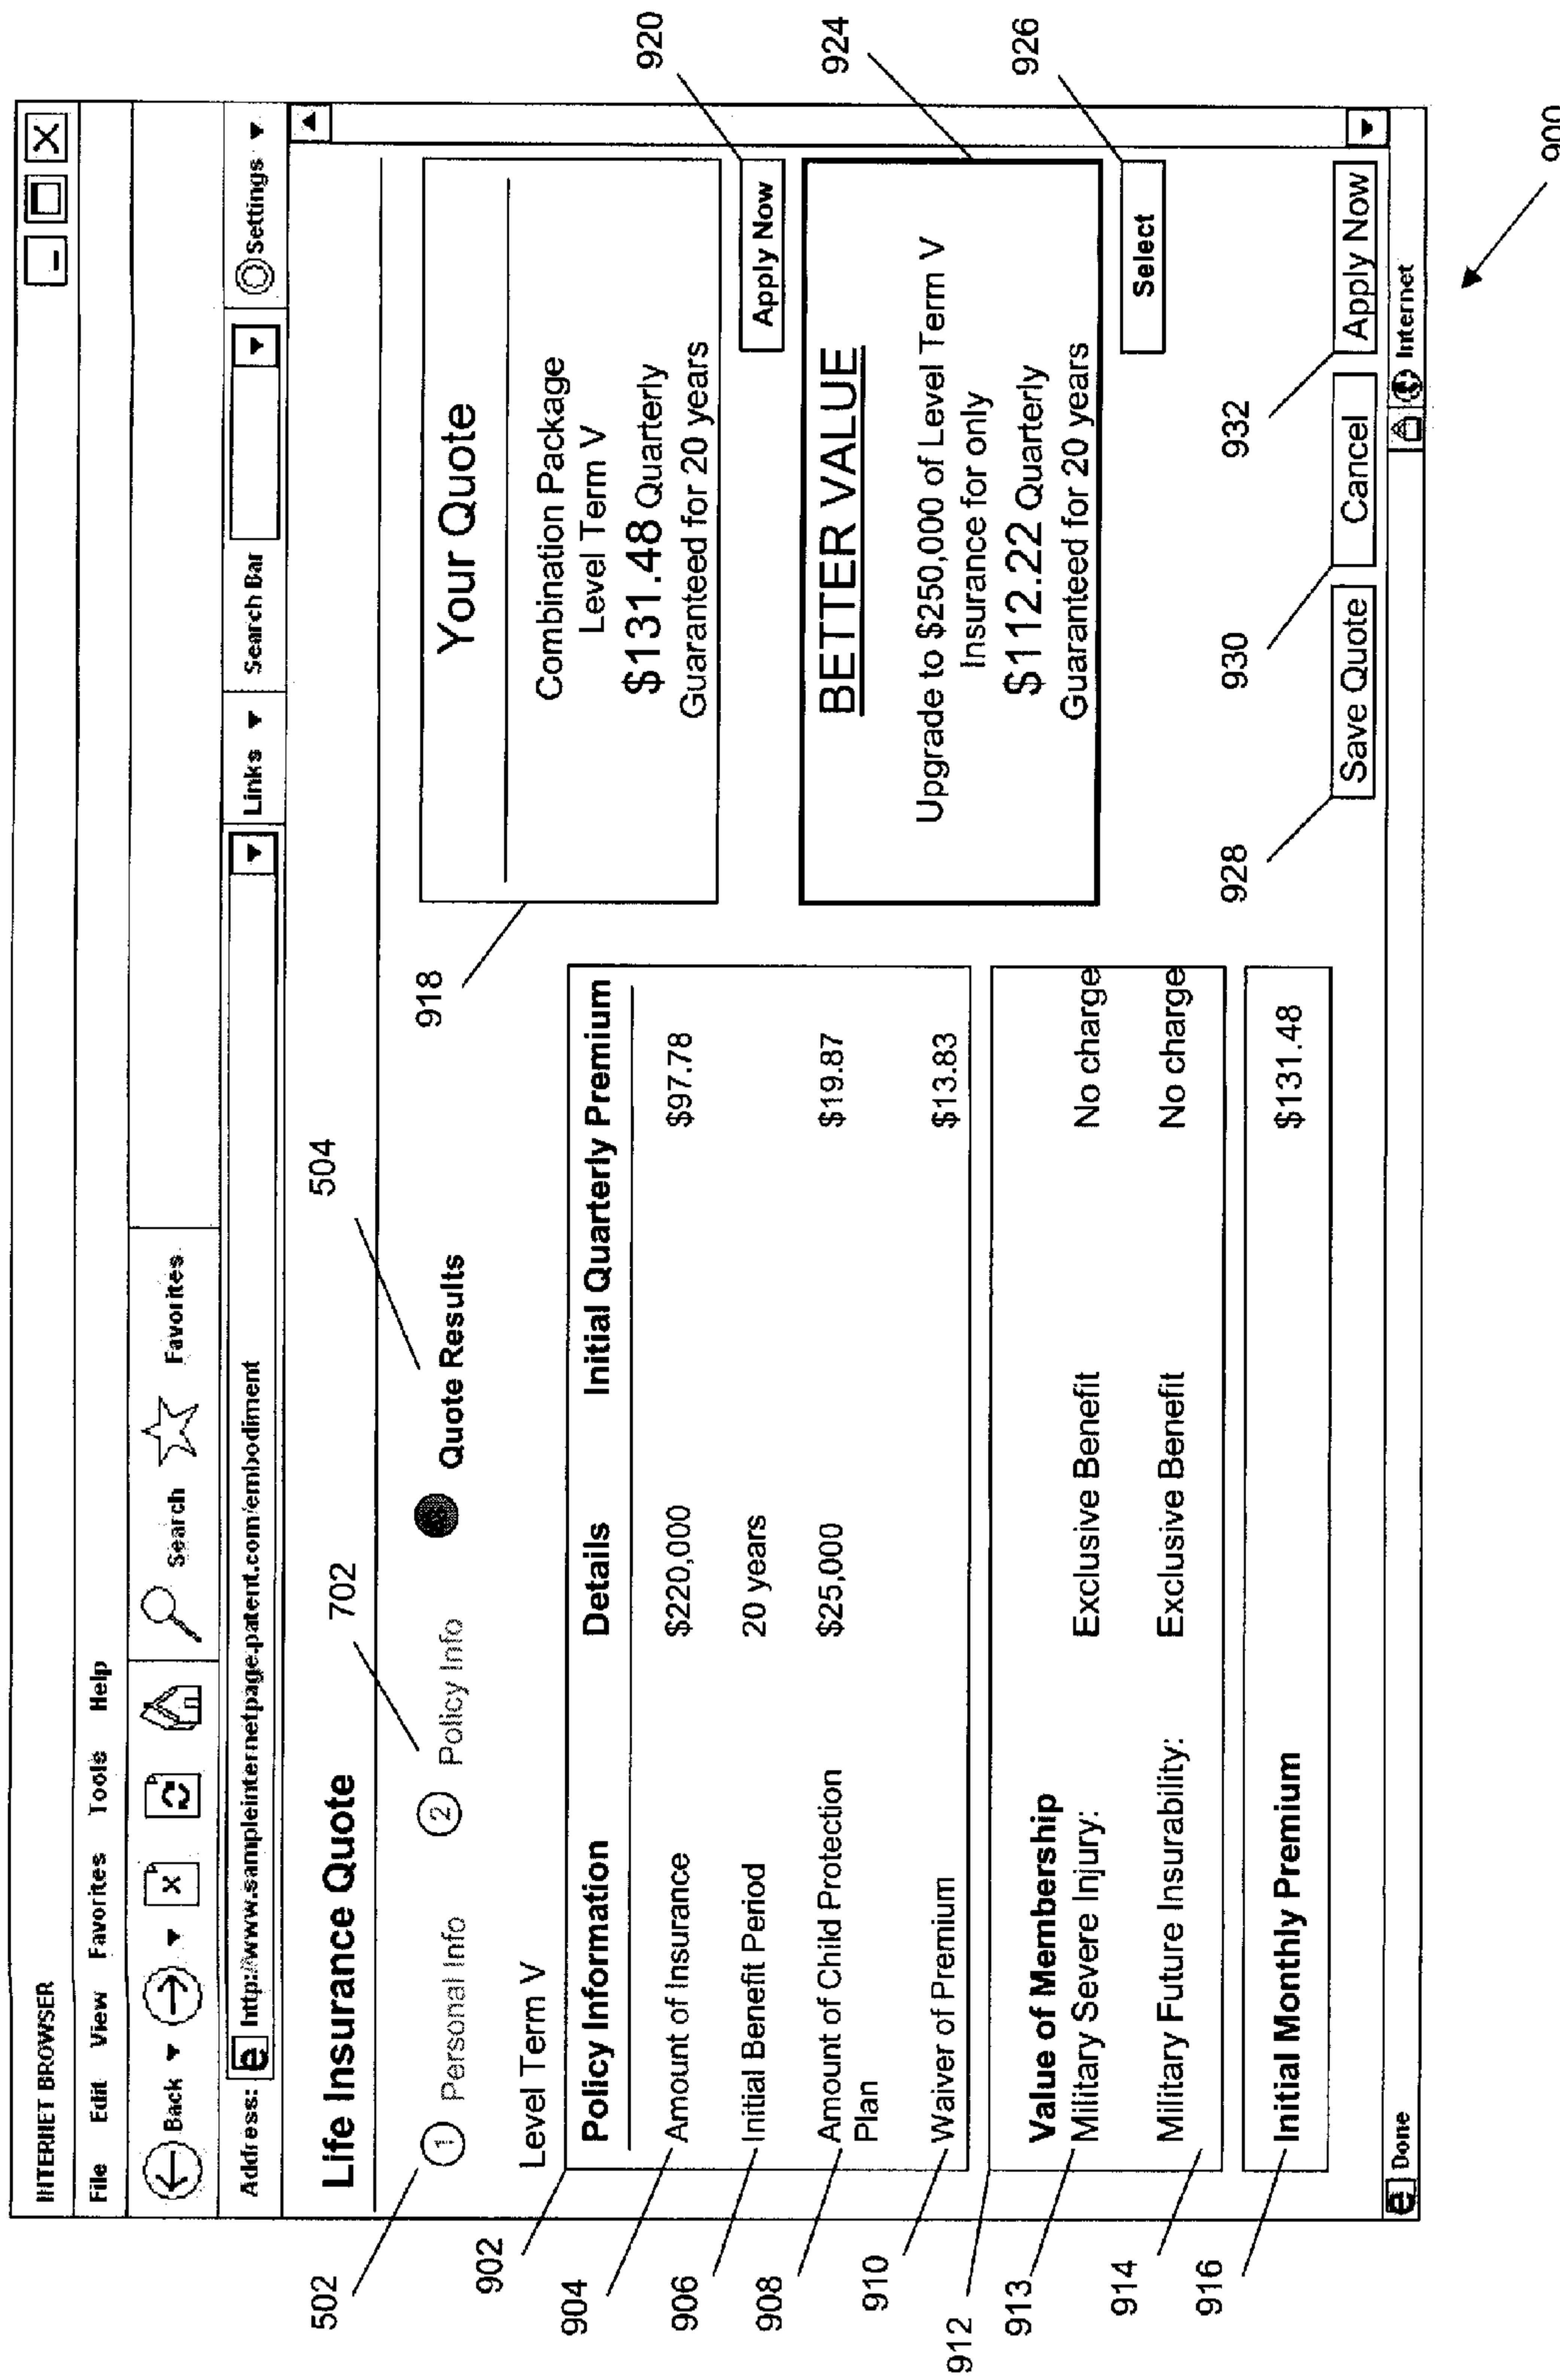 INTERNET BROWSER
File Edit View Favorites Tools Help
Back Search Favorites
Address: http://www.sampleinternetpage.patent.com/embodiment Links Search Bar Settings
Life Insurance Quote
502
702
504
1 Personal Info 2 Policy Info Quote Results
Level Term V
902
Policy Information Details Initial Quarterly Premium
904
Amount of Insurance $220,000 $97.78
906
Initial Benefit Period 20 years
908
Amount of Child Protection $25,000 $19.87
Plan
910
Waiver of Premium $13.83
912
Value of Membership
913
Military Severe Injury: Exclusive Benefit No charge
914
Military Future Insurability: Exclusive Benefit No charge
916
Initial Monthly Premium $131.48
918
Your Quote
Combination Package
Level Term V
$131.48 Quarterly
Guaranteed for 20 years
920
Apply Now
924
BETTER VALUE
Upgrade to $250,000 of Level Term V
Insurance for only
$112.22 Quarterly
Guaranteed for 20 years
926
Select
928
930
932
Save Quote Cancel Apply Now
Done Internet
900